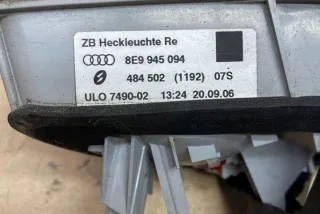 ZB Heckleuchte Re
8E9 945 094
484 502 (1192) 07S
ULO 7490-02 13:24 20.09.06